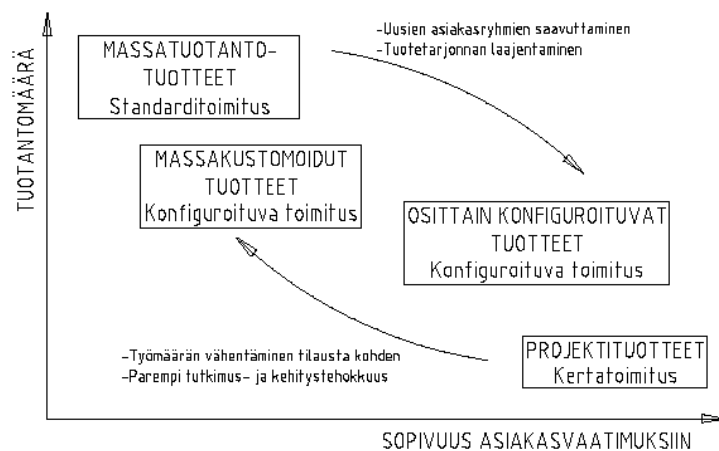 -Uusien asiakasryhmien saavuttaminen
-Tuotetarjonnan laajentaminen
MASSATUOTANTO-
TUOTTEET
Standarditoimitus
TUOTANTOMÄÄRÄ
MASSAKUSTOMOIDUT
TUOTTEET
Konfiguroituva toimitus
OSITTAIN KONFIGUROITUVAT
TUOTTEET
Konfiguroituva toimitus
-Työmäärän vähentäminen tilausta kohden
-Parempi tutkimus- ja kehitystehokkuus
PROJEKTITUOTTEET
Kertatoimitus
SOPIVUUS ASIAKASVAATIMUKSIIN